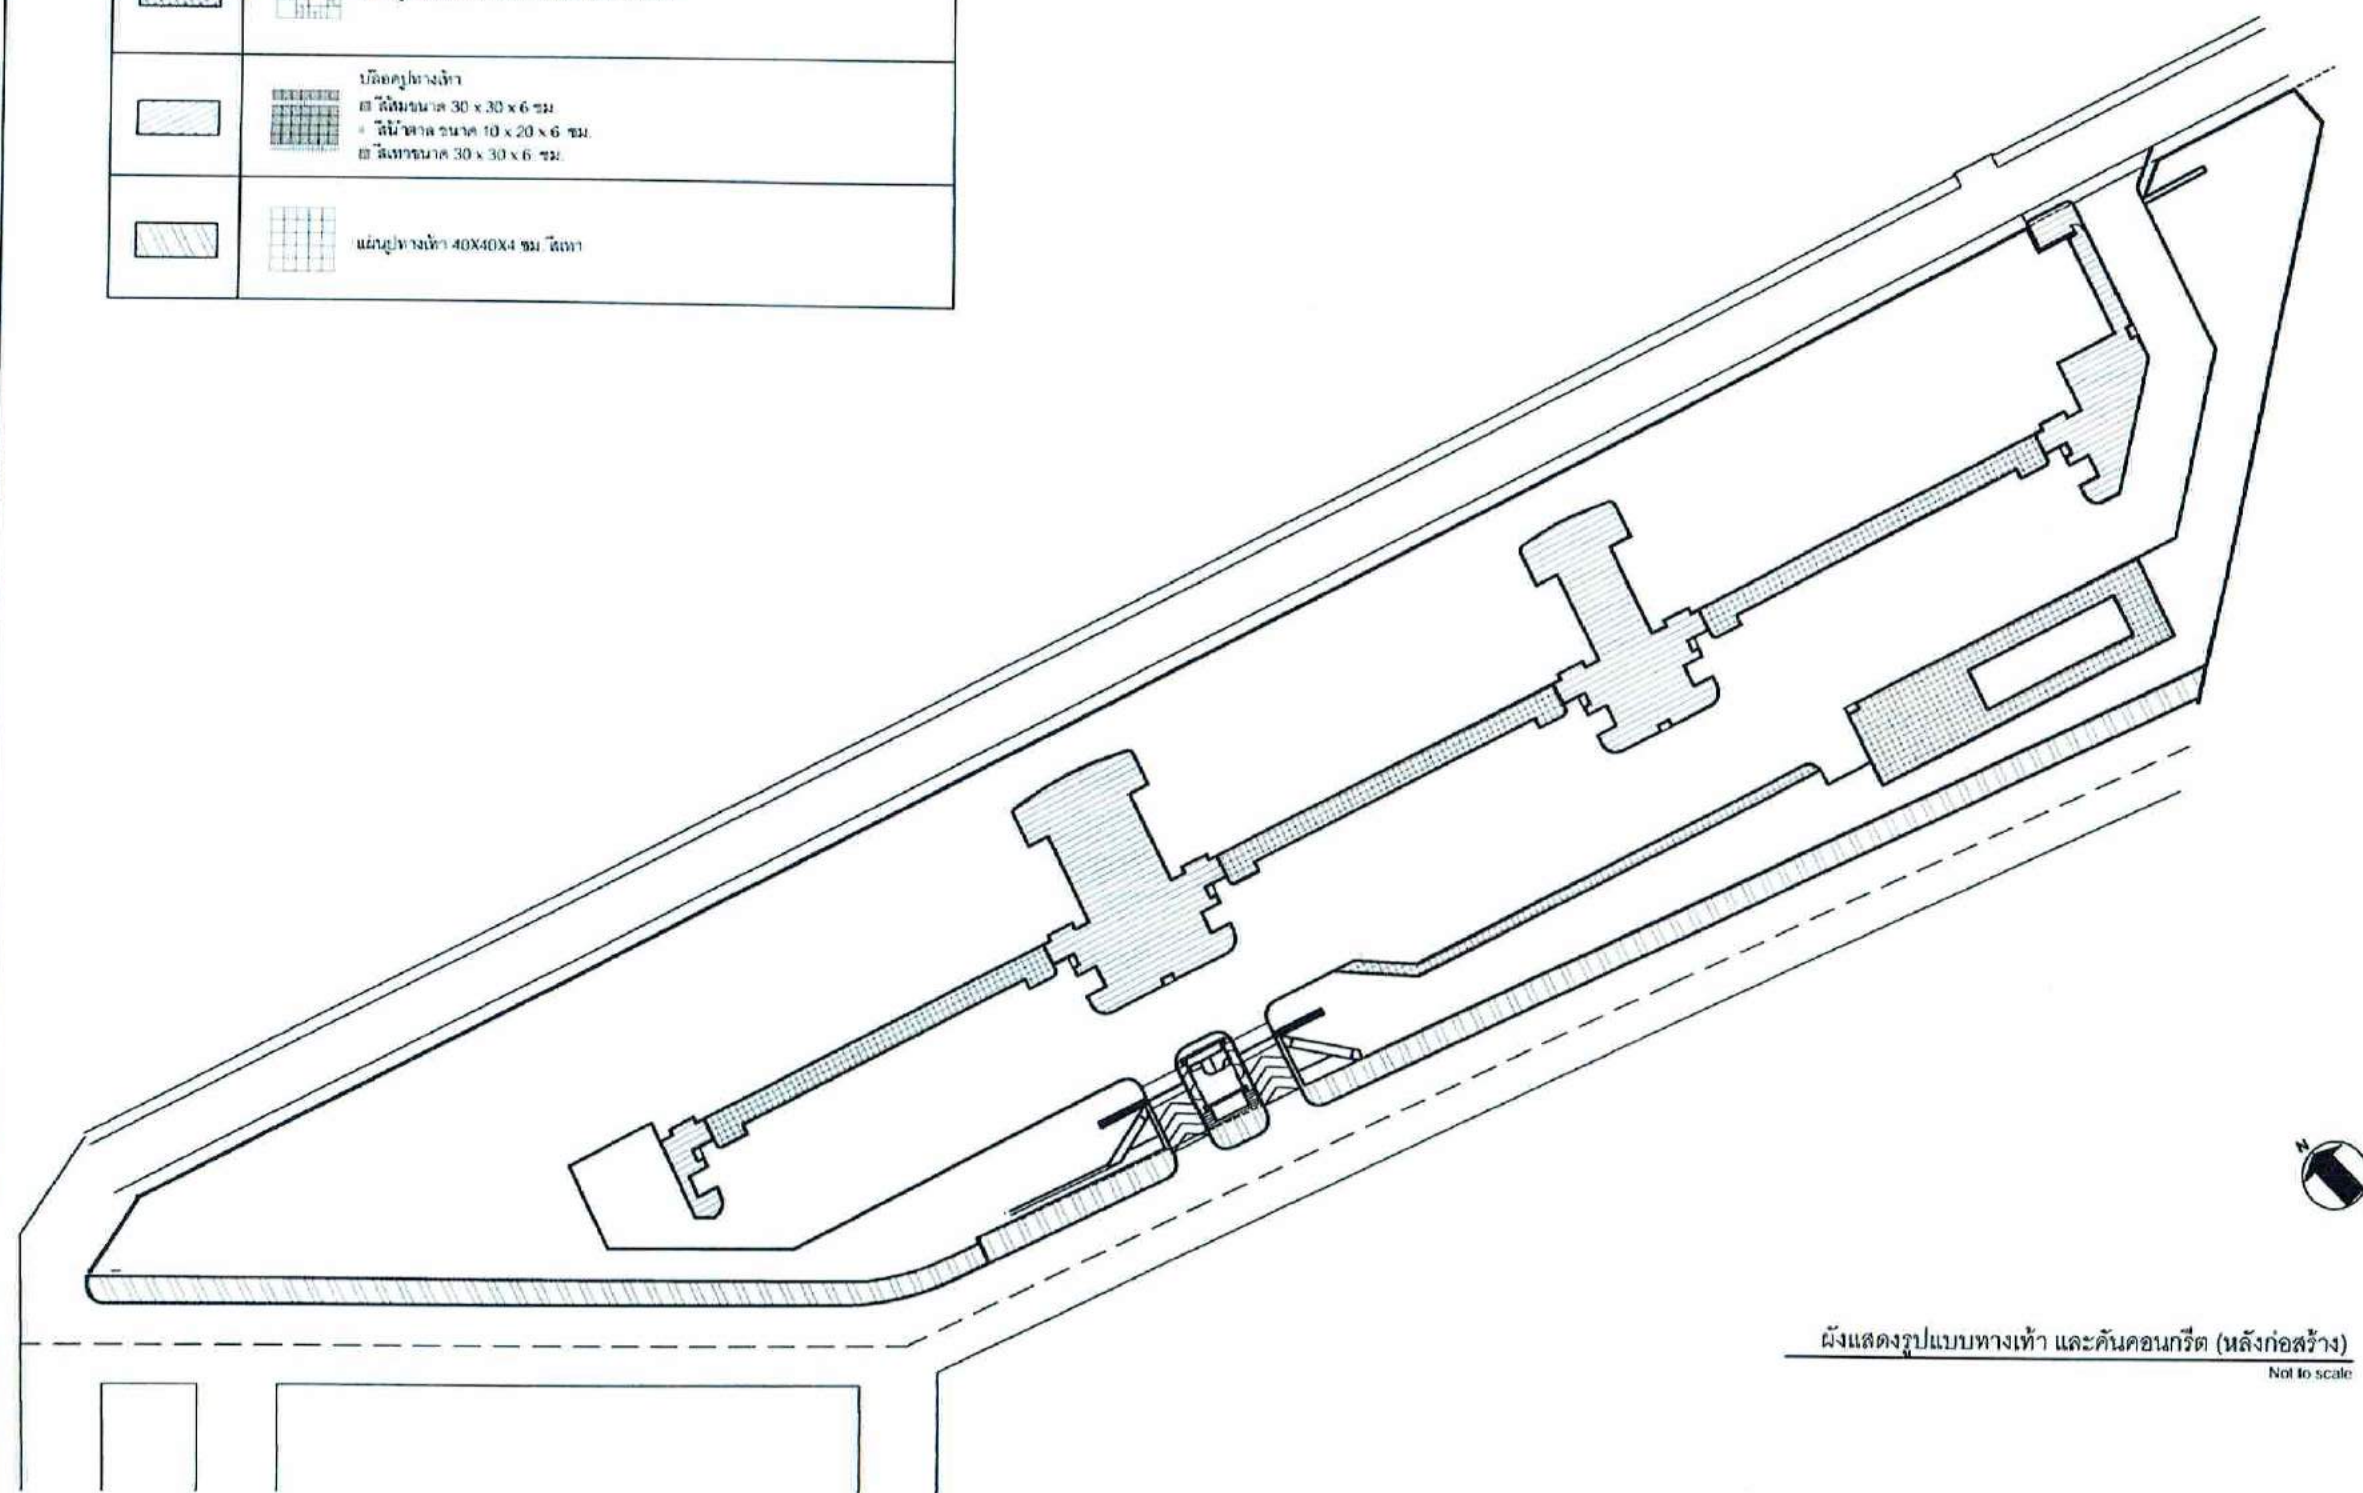 บล๊อคปูทางเท้า
สีส้มขนาด 30 x 30 x 6 ซม.
สีน้ำตาล ขนาด 10 x 20 x 6 ซม.
สีเทาขนาด 30 x 30 x 6 ซม.
แผ่นปูทางเท้า 40X40X4 ซม. สีเทา
N
ผังแสดงรูปแบบทางเท้า และคันคอนกรีต (หลังก่อสร้าง)
Not to scale